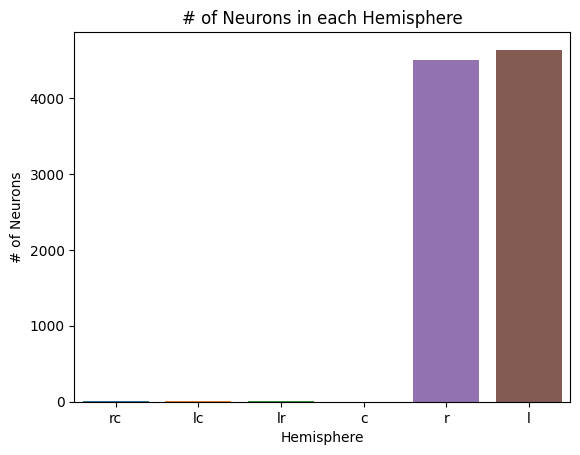 # of Neurons in each Hemisphere
# of Neurons
4000
3000
2000
1000
0
rc lc lr c r l
Hemisphere